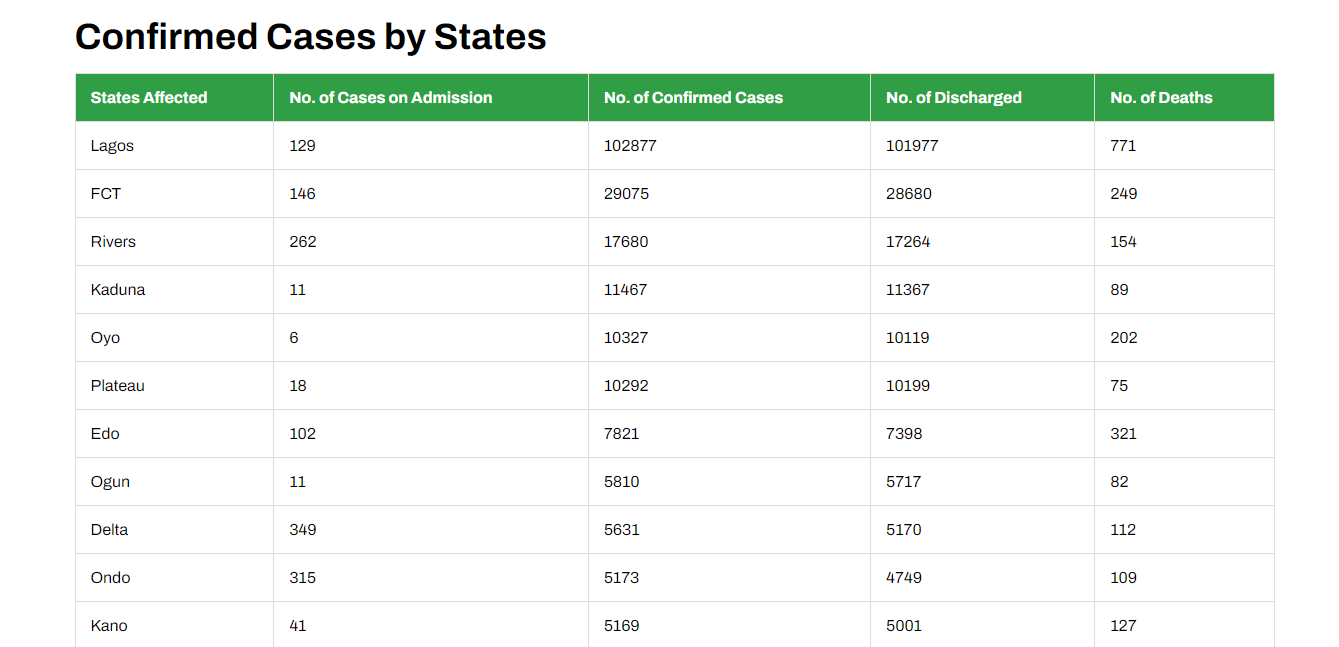 Confirmed Cases by States
States Affected No. of Cases on Admission No. of Confirmed Cases No. of Discharged No. of Deaths
Lagos 129 102877 101977 771
FCT 146 29075 28680 249
Rivers 262 17680 17264 154
Kaduna 11 11467 11367 89
Oyo 6 10327 10119 202
Plateau 18 10292 10199 75
Edo 102 7821 7398 321
Ogun 11 5810 5717 82
Delta 349 5631 5170 112
Ondo 315 5173 4749 109
Kano 41 5169 5001 127